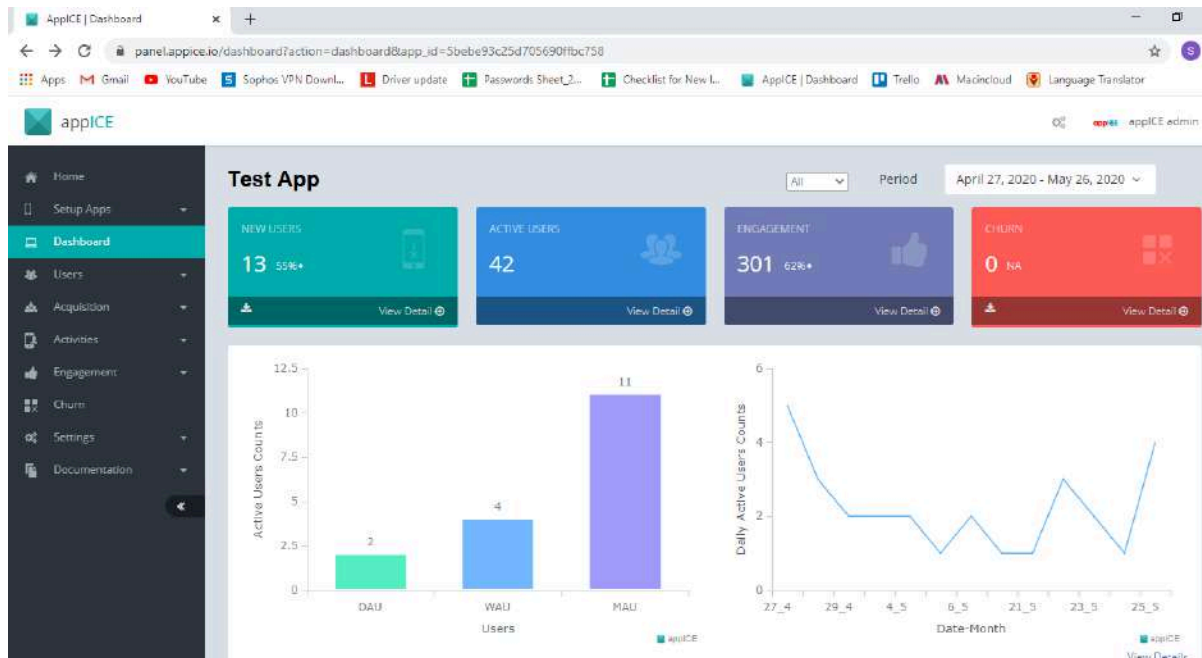 AppICE | Dashboard
panel.appice.io/dashboard?action=dashboard&app_id=5bebe93c25d705690ffbc758
S
Apps Gmail YouTube Sophos VPN Downl... Driver update Passwords Sheet_2... Checklist for New I... AppICE | Dashboard Trello Macincloud Language Translator
appICE
appICE admin
Home
Setup Apps
Dashboard
Users
Acquisition
Activities
Engagement
Churn
Settings
Documentation
Test App
All
Period
April 27, 2020 - May 26, 2020
NEW USERS
13 55%
View Detail
ACTIVE USERS
42
View Detail
ENGAGEMENT
301 62%
View Detail
CHURN
0 NA
View Detail
Active Users Counts
12.5
10
7.5
5
2.5
0
2
4
11
DAU WAU MAU
Users
appICE
Daily Active Users Counts
6
4
2
0
27_4 29_4 4_5 6_5 21_5 23_5 25_5
Date-Month
appICE
View Details